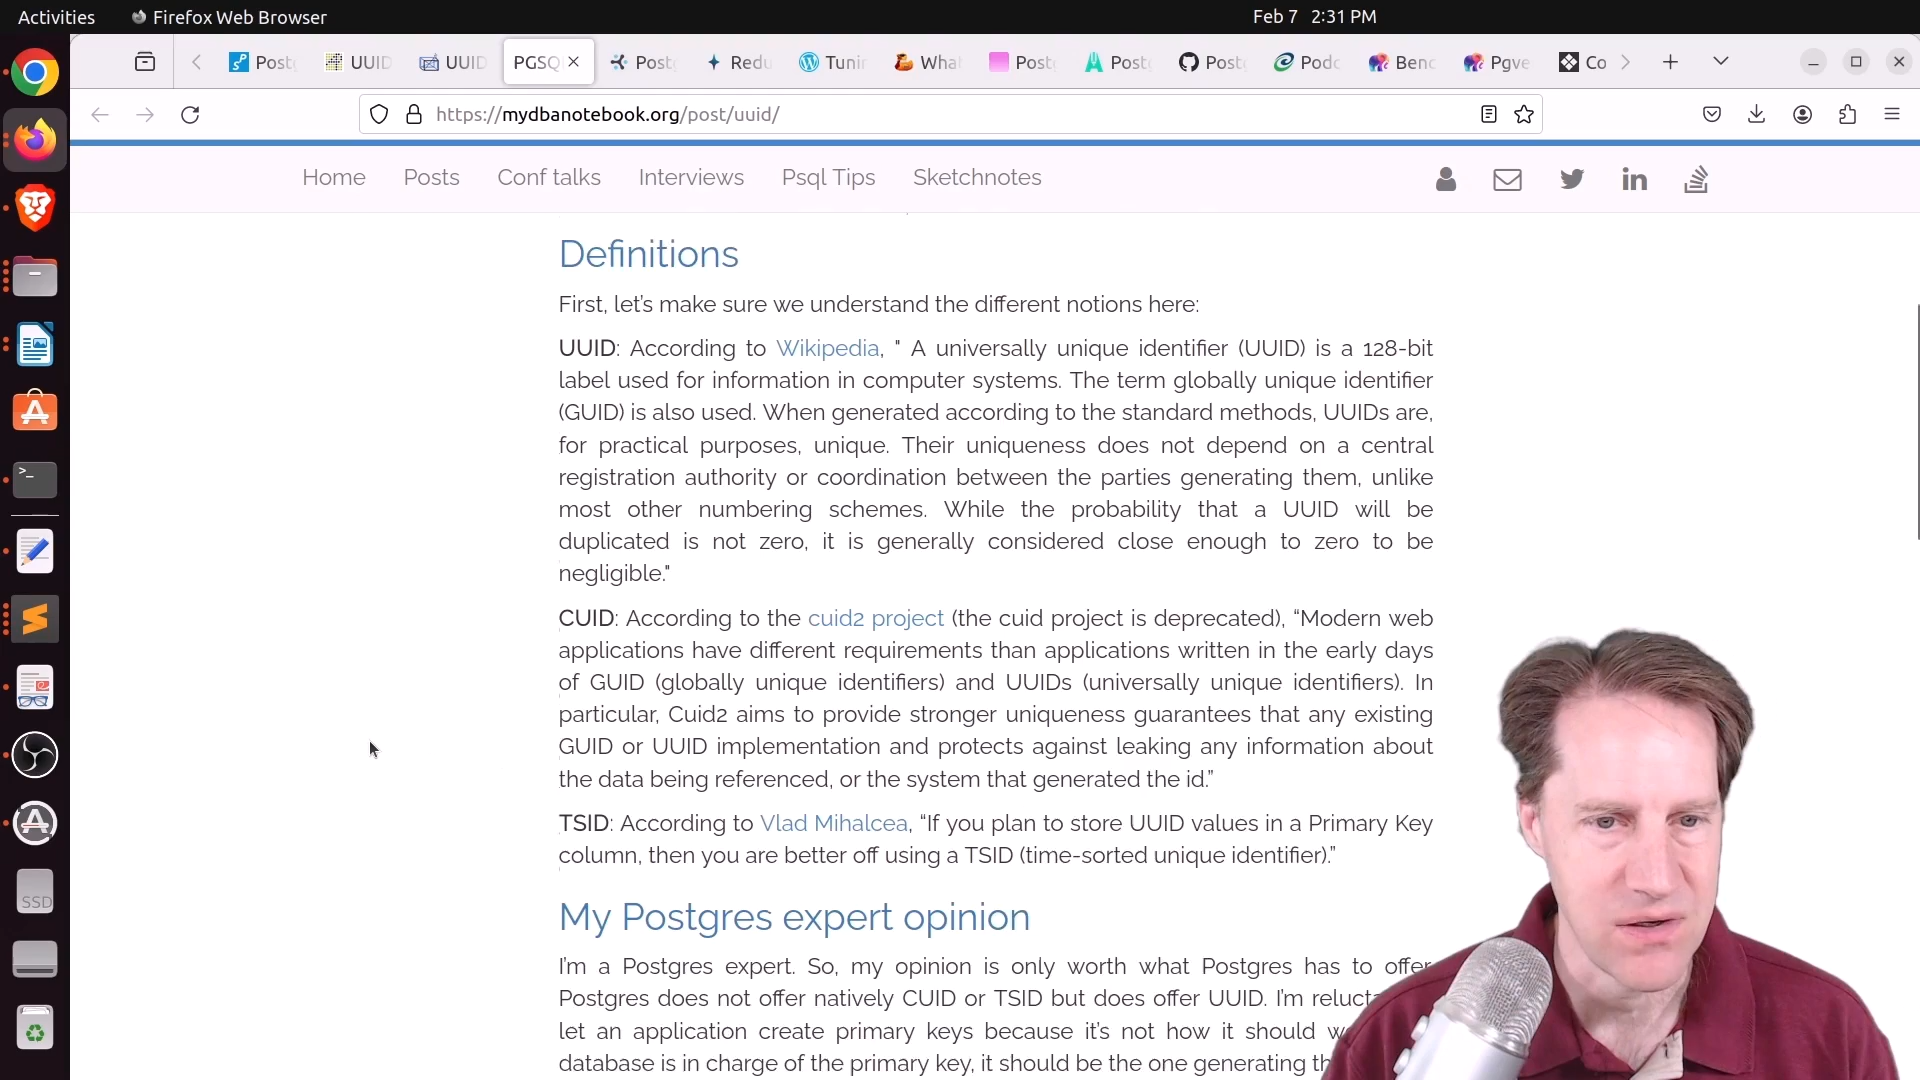 Activities
Firefox Web Browser
Feb 7 2:31 PM
Post
UUID
UUID
PGSQ
Post
Redu
Tunin
Wha
Post
Post
Post
Podc
Benc
Pgve
Co
https://mydbanotebook.org/post/uuid/
Home Posts Conf talks Interviews Psql Tips Sketchnotes
Definitions
First, let's make sure we understand the different notions here:
UUID: According to Wikipedia, " A universally unique identifier (UUID) is a 128-bit
label used for information in computer systems. The term globally unique identifier
(GUID) is also used. When generated according to the standard methods, UUIDs are,
for practical purposes, unique. Their uniqueness does not depend on a central
registration authority or coordination between the parties generating them, unlike
most other numbering schemes. While the probability that a UUID will be
duplicated is not zero, it is generally considered close enough to zero to be
negligible."
CUID: According to the cuid2 project (the cuid project is deprecated), “Modern web
applications have different requirements than applications written in the early days
of GUID (globally unique identifiers) and UUIDs (universally unique identifiers). In
particular, Cuid2 aims to provide stronger uniqueness guarantees that any existing
GUID or UUID implementation and protects against leaking any information about
the data being referenced, or the system that generated the id.”
TSID: According to Vlad Mihalcea, “If you plan to store UUID values in a Primary Key
column, then you are better off using a TSID (time-sorted unique identifier).”
My Postgres expert opinion
I'm a Postgres expert. So, my opinion is only worth what Postgres has to offer.
Postgres does not offer natively CUID or TSID but does offer UUID. I'm
let an application create primary keys because it's not how it should
database is in charge of the primary key, it should be the one generating
SSD